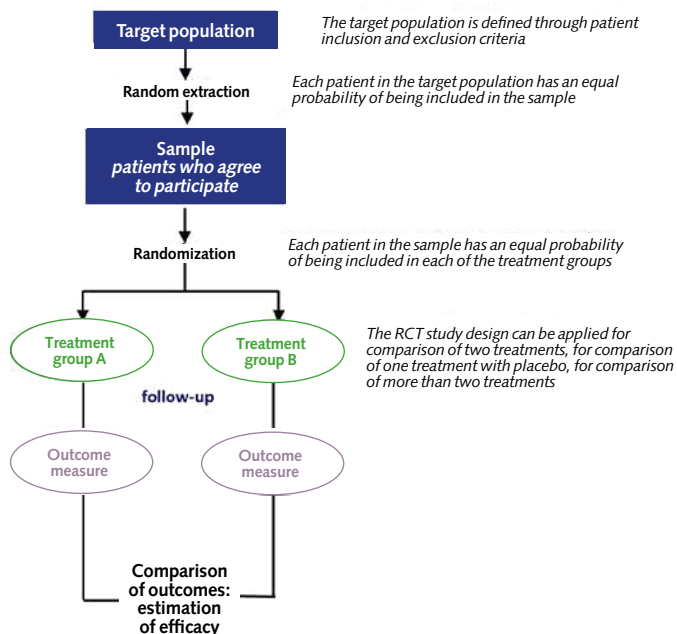 Target population
The target population is defined through patient
inclusion and exclusion criteria
Random extraction
Each patient in the target population has an equal
probability of being included in the sample
Sample
patients who agree
to participate
Randomization
Each patient in the sample has an equal probability
of being included in each of the treatment groups
Treatment
group A
Treatment
group B
The RCT study design can be applied for
comparison of two treatments, for comparison
of one treatment with placebo, for comparison
of more than two treatments
follow-up
Outcome
measure
Outcome
measure
Comparison
of outcomes:
estimation
of efficacy